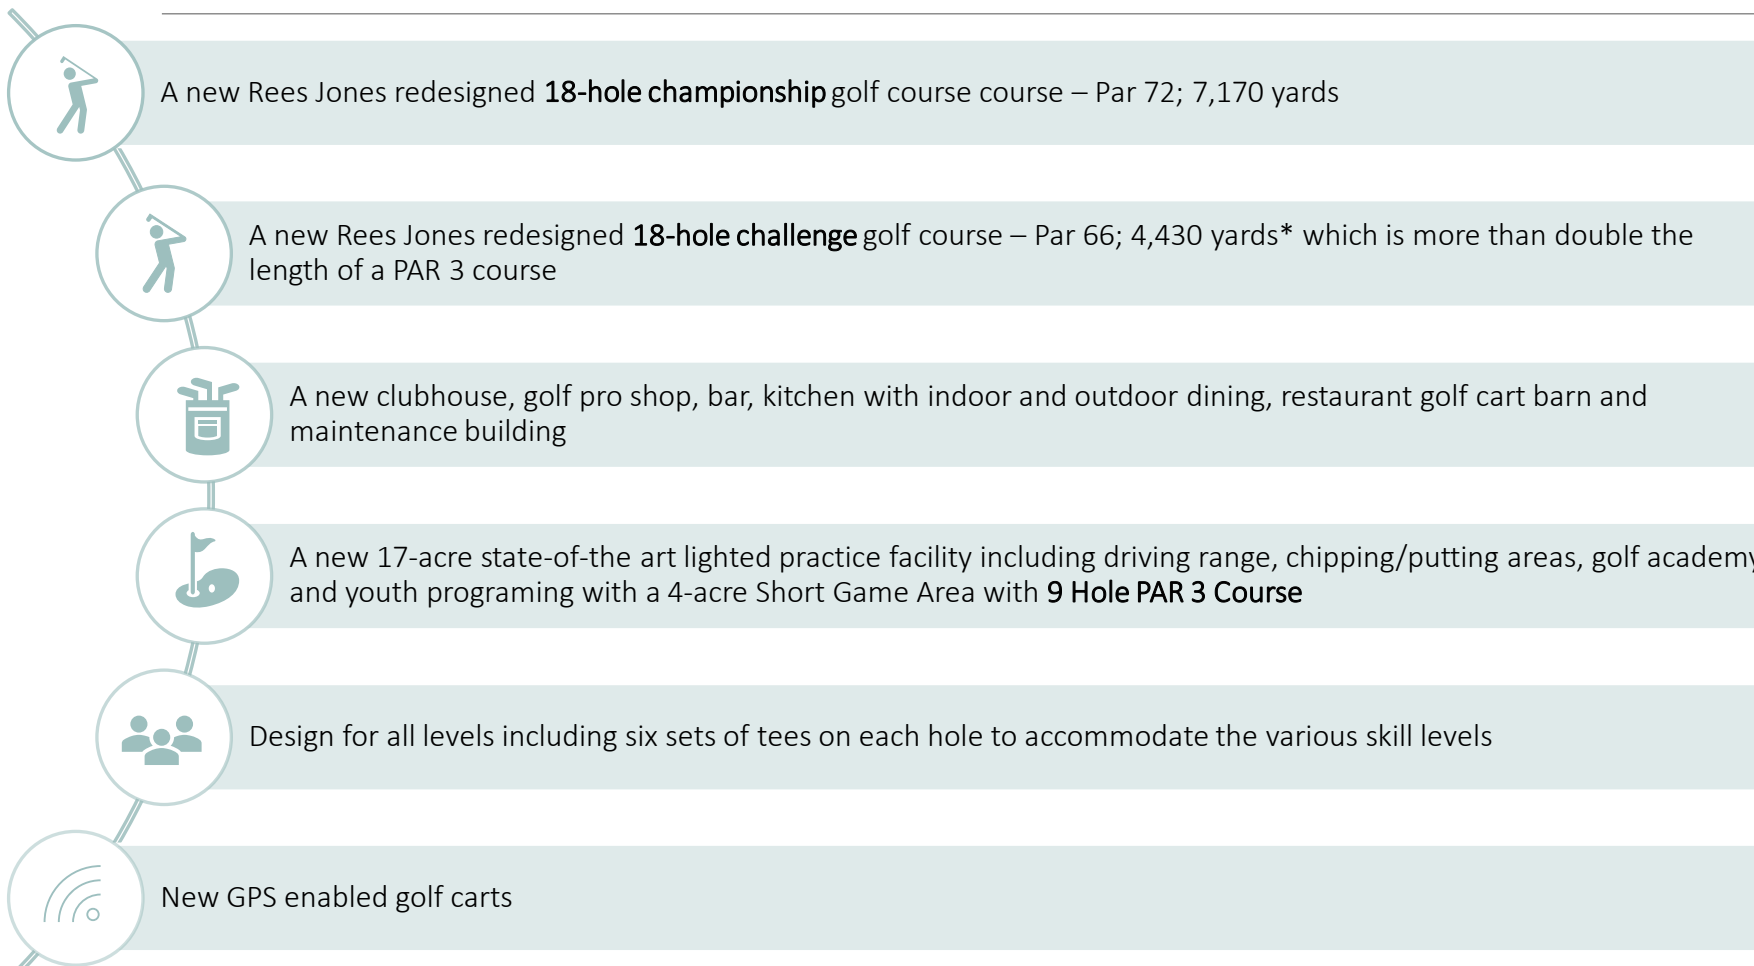 A new Rees Jones redesigned 18-hole championship golf course course – Par 72; 7,170 yards
A new Rees Jones redesigned 18-hole challenge golf course – Par 66; 4,430 yards* which is more than double the
length of a PAR 3 course
A new clubhouse, golf pro shop, bar, kitchen with indoor and outdoor dining, restaurant golf cart barn and
maintenance building
A new 17-acre state-of-the art lighted practice facility including driving range, chipping/putting areas, golf academy
and youth programing with a 4-acre Short Game Area with 9 Hole PAR 3 Course
Design for all levels including six sets of tees on each hole to accommodate the various skill levels
New GPS enabled golf carts